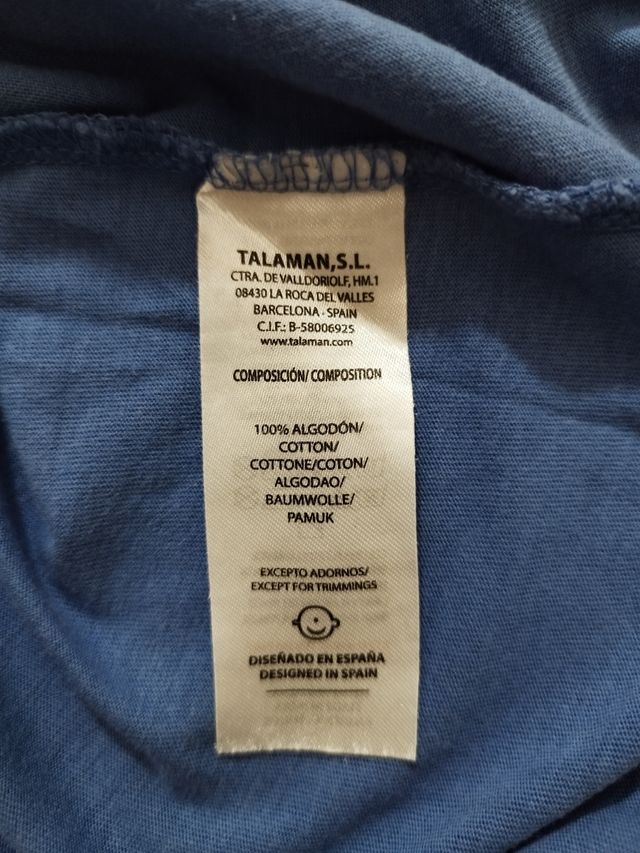 TALAMAN,S.L.
CTRA. DE VALLDORIOLF, HM.1
08430 LA ROCA DEL VALLES
BARCELONA - SPAIN
C.I.F.: B-58006925
www.talaman.com
COMPOSICIÓN/ COMPOSITION
100% ALGODÓN/
COTTON/
COTTONE/COTON/
ALGODAO/
BAUMWOLLE/
PAMUK
EXCEPTO ADORNOS/
EXCEPT FOR TRIMMINGS
DISEÑADO EN ESPAÑA
DESIGNED IN SPAIN